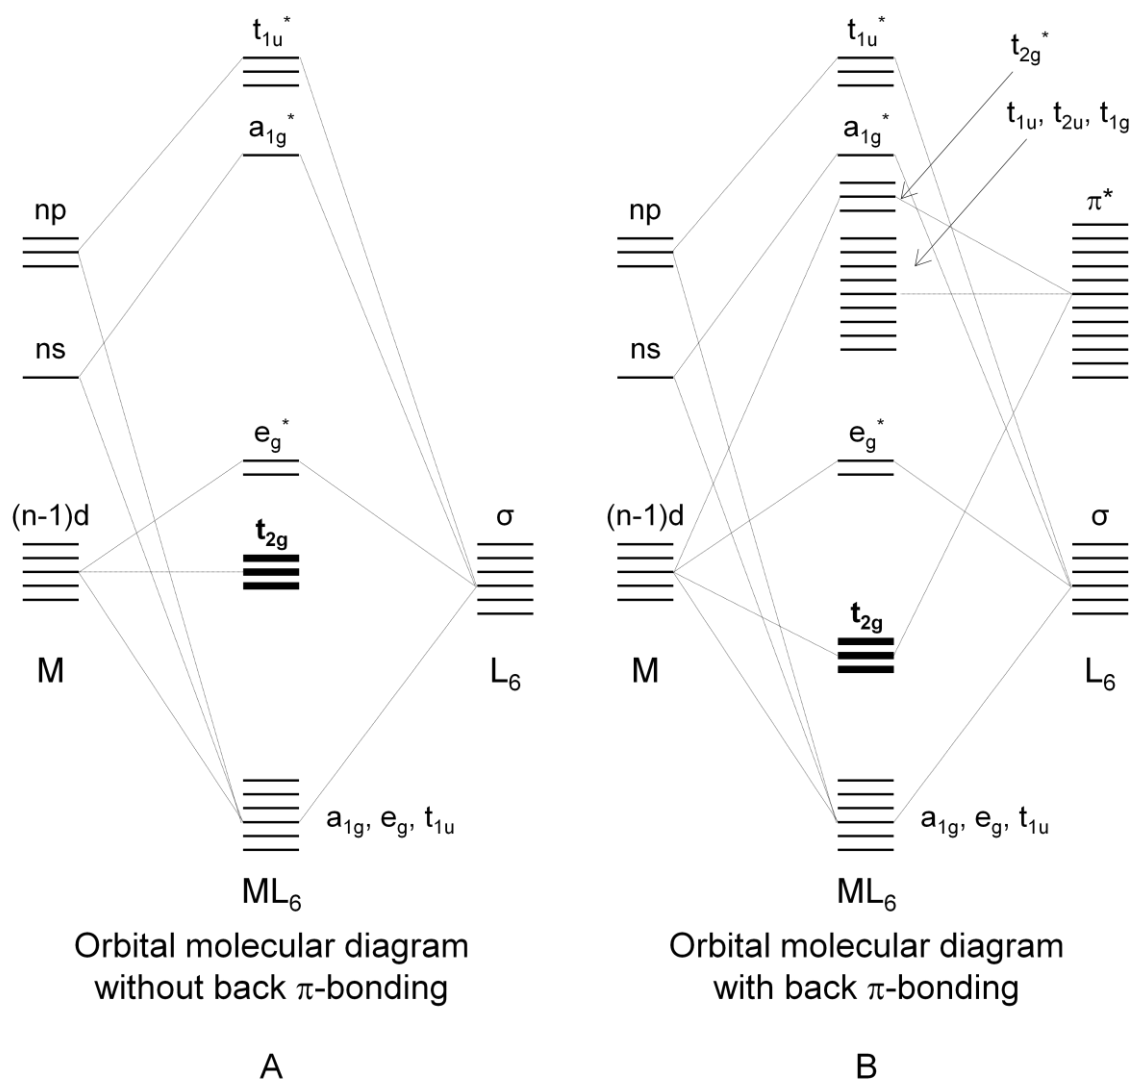 t1u*
a1g*
np
ns
eg*
(n-1)d
t2g
σ
M
L6
a1g, eg, t1u
ML6
Orbital molecular diagram
without back π-bonding
A
t1u*
t2g*
a1g*
t1u, t2u, t1g
np
π*
ns
eg*
(n-1)d
σ
t2g
M
L6
a1g, eg, t1u
ML6
Orbital molecular diagram
with back π-bonding
B